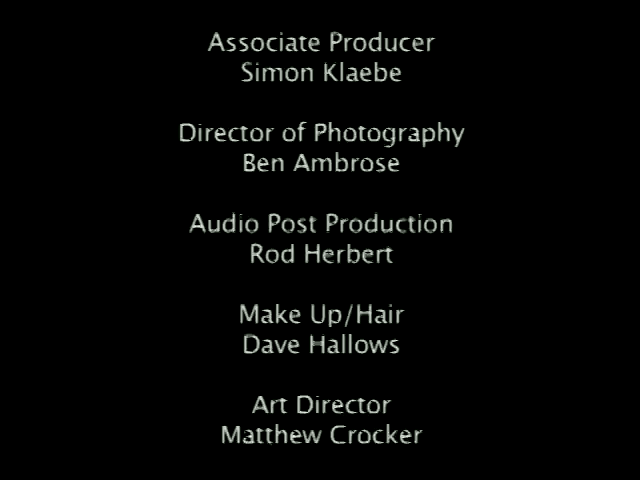 Associate Producer
Simon Klaebe
Director of Photography
Ben Ambrose
Audio Post Production
Rod Herbert
Make Up/Hair
Dave Hallows
Art Director
Matthew Crocker